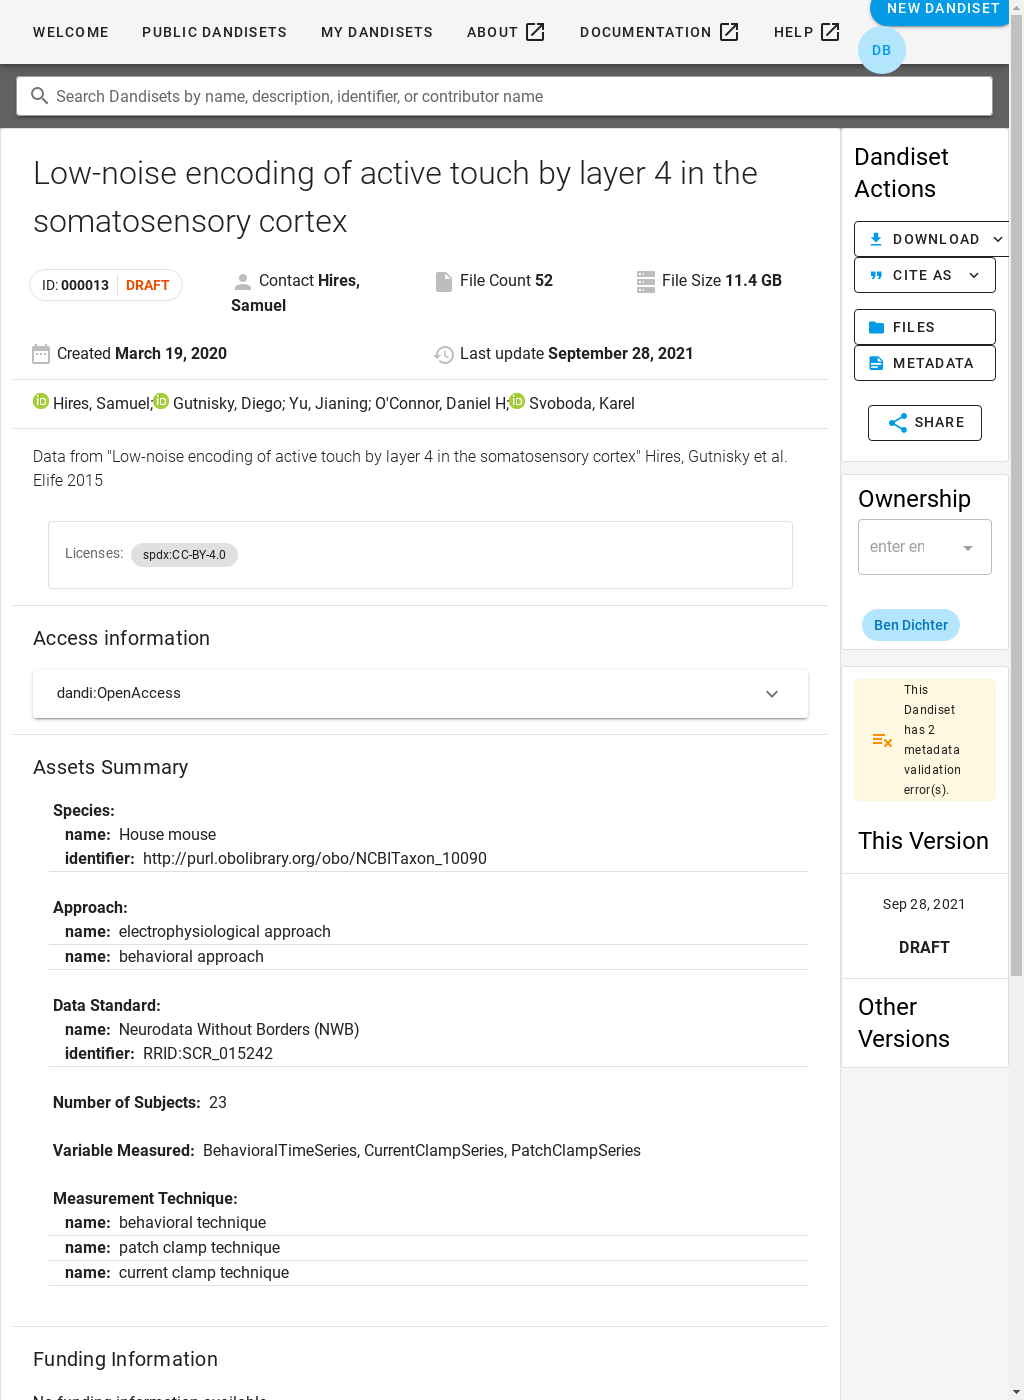 WELCOME PUBLIC DANDISETS MY DANDISETS ABOUT DOCUMENTATION HELP NEW DANDISET
DB
Search Dandisets by name, description, identifier, or contributor name
Low-noise encoding of active touch by layer 4 in the
somatosensory cortex
ID: 000013 DRAFT
Contact Hires,
Samuel
File Count 52
File Size 11.4 GB
Created March 19, 2020
Last update September 28, 2021
Hires, Samuel; Gutnisky, Diego; Yu, Jianing; O'Connor, Daniel H; Svoboda, Karel
Data from "Low-noise encoding of active touch by layer 4 in the somatosensory cortex" Hires, Gutnisky et al.
Elife 2015
Licenses: spdx:CC-BY-4.0
Access information
dandi:OpenAccess
Assets Summary
Species:
name: House mouse
identifier: http://purl.obolibrary.org/obo/NCBITaxon_10090
Approach:
name: electrophysiological approach
name: behavioral approach
Data Standard:
name: Neurodata Without Borders (NWB)
identifier: RRID:SCR_015242
Number of Subjects: 23
Variable Measured: BehavioralTimeSeries, CurrentClampSeries, PatchClampSeries
Measurement Technique:
name: behavioral technique
name: patch clamp technique
name: current clamp technique
Funding Information
No funding information available
Dandiset
Actions
DOWNLOAD
CITE AS
FILES
METADATA
SHARE
Ownership
enter en
Ben Dichter
This
Dandiset
has 2
metadata
validation
error(s).
This Version
Sep 28, 2021
DRAFT
Other
Versions